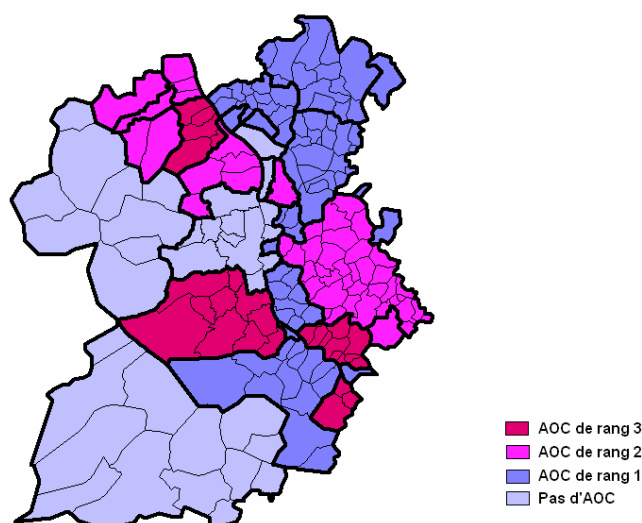 AOC de rang 3
AOC de rang 2
AOC de rang 1
Pas d'AOC